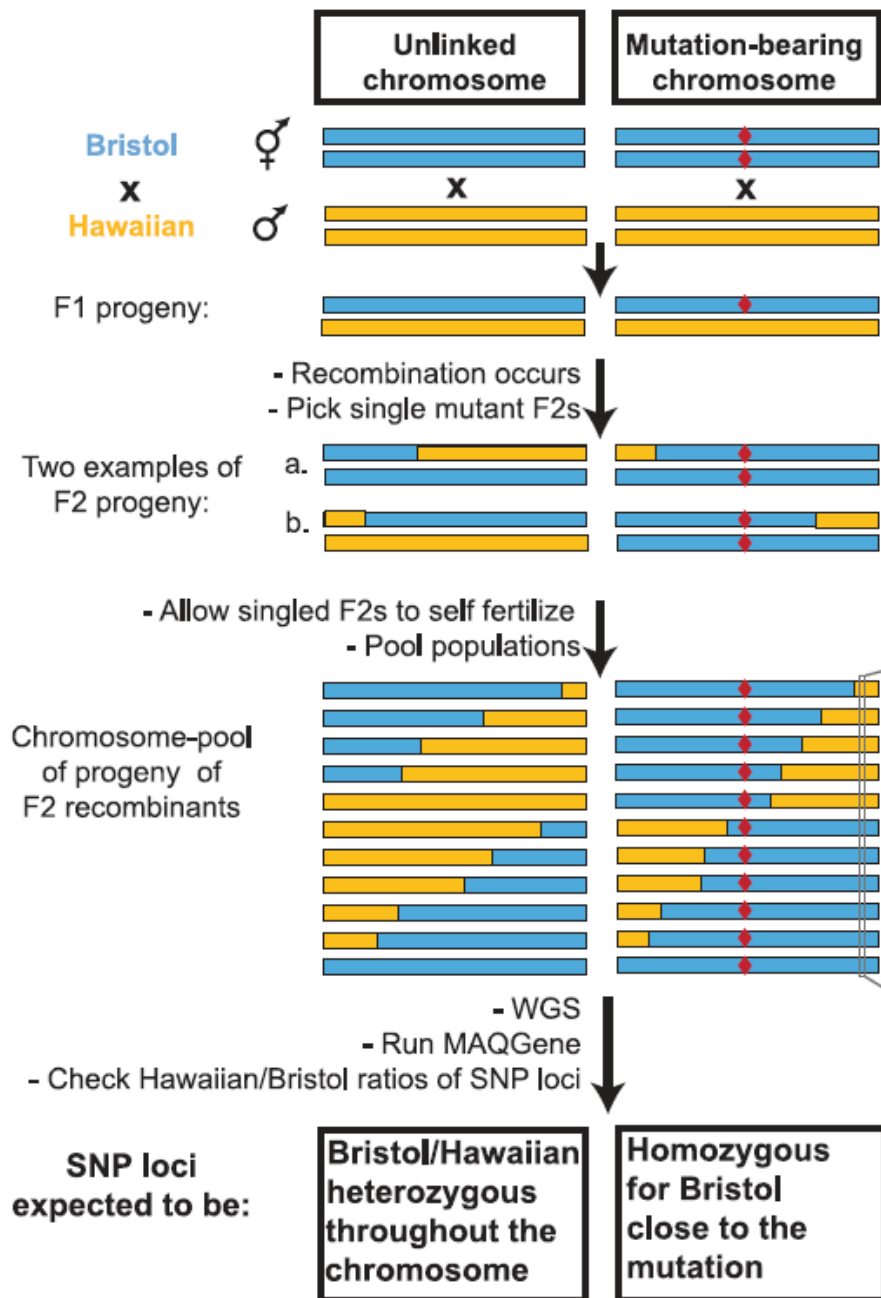 Unlinked
chromosome
Mutation-bearing
chromosome
Bristol
x
Hawaiian
x
x
F1 progeny:
- Recombination occurs
- Pick single mutant F2s
Two examples of
F2 progeny:
a.
b.
- Allow singled F2s to self fertilize
- Pool populations
Chromosome-pool
of progeny of
F2 recombinants
- WGS
- Run MAQGene
- Check Hawaiian/Bristol ratios of SNP loci
SNP loci
expected to be:
Bristol/Hawaiian
heterozygous
throughout the
chromosome
Homozygous
for Bristol
close to the
mutation